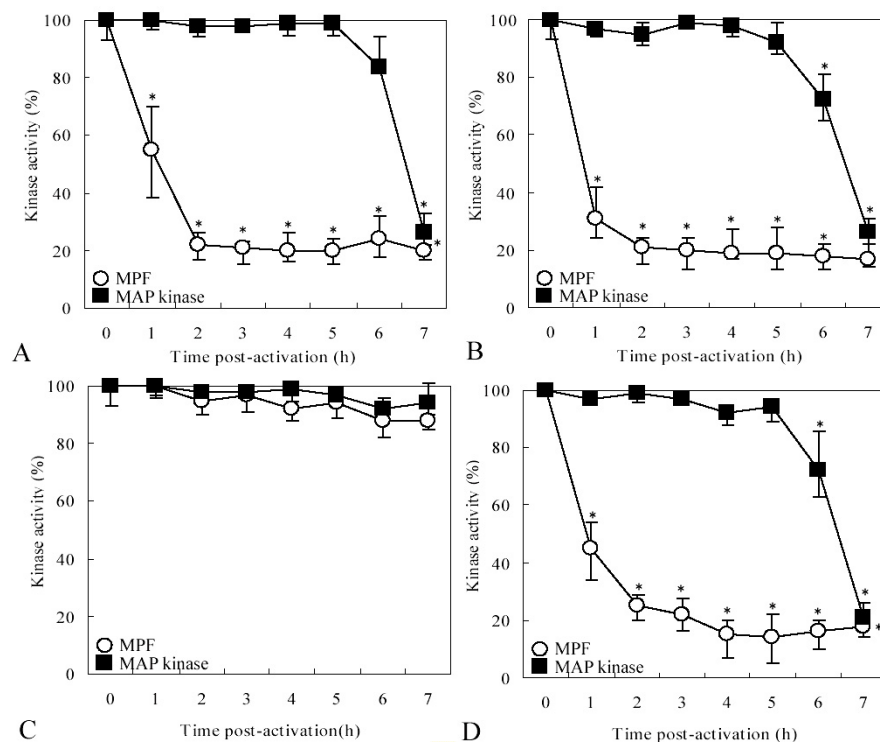 100
80
60
40
20
0
Kinase activity (%)
*
* * * * * *
*
MPF
MAP kinase
0 1 2 3 4 5 6 7
Time post-activation (h)
A
100
80
60
40
20
0
Kinase activity (%)
*
*
*
* * * * *
MPF
MAP kinase
0 1 2 3 4 5 6 7
Time post-activation (h)
B
100
80
60
40
20
0
Kinase activity (%)
MPF
MAP kinase
0 1 2 3 4 5 6 7
Time post-activation(h)
C
100
80
60
40
20
0
Kinase activity (%)
*
*
* * * * * *
*
MPF
MAP kinase
0 1 2 3 4 5 6 7
Time post-activation (h)
D